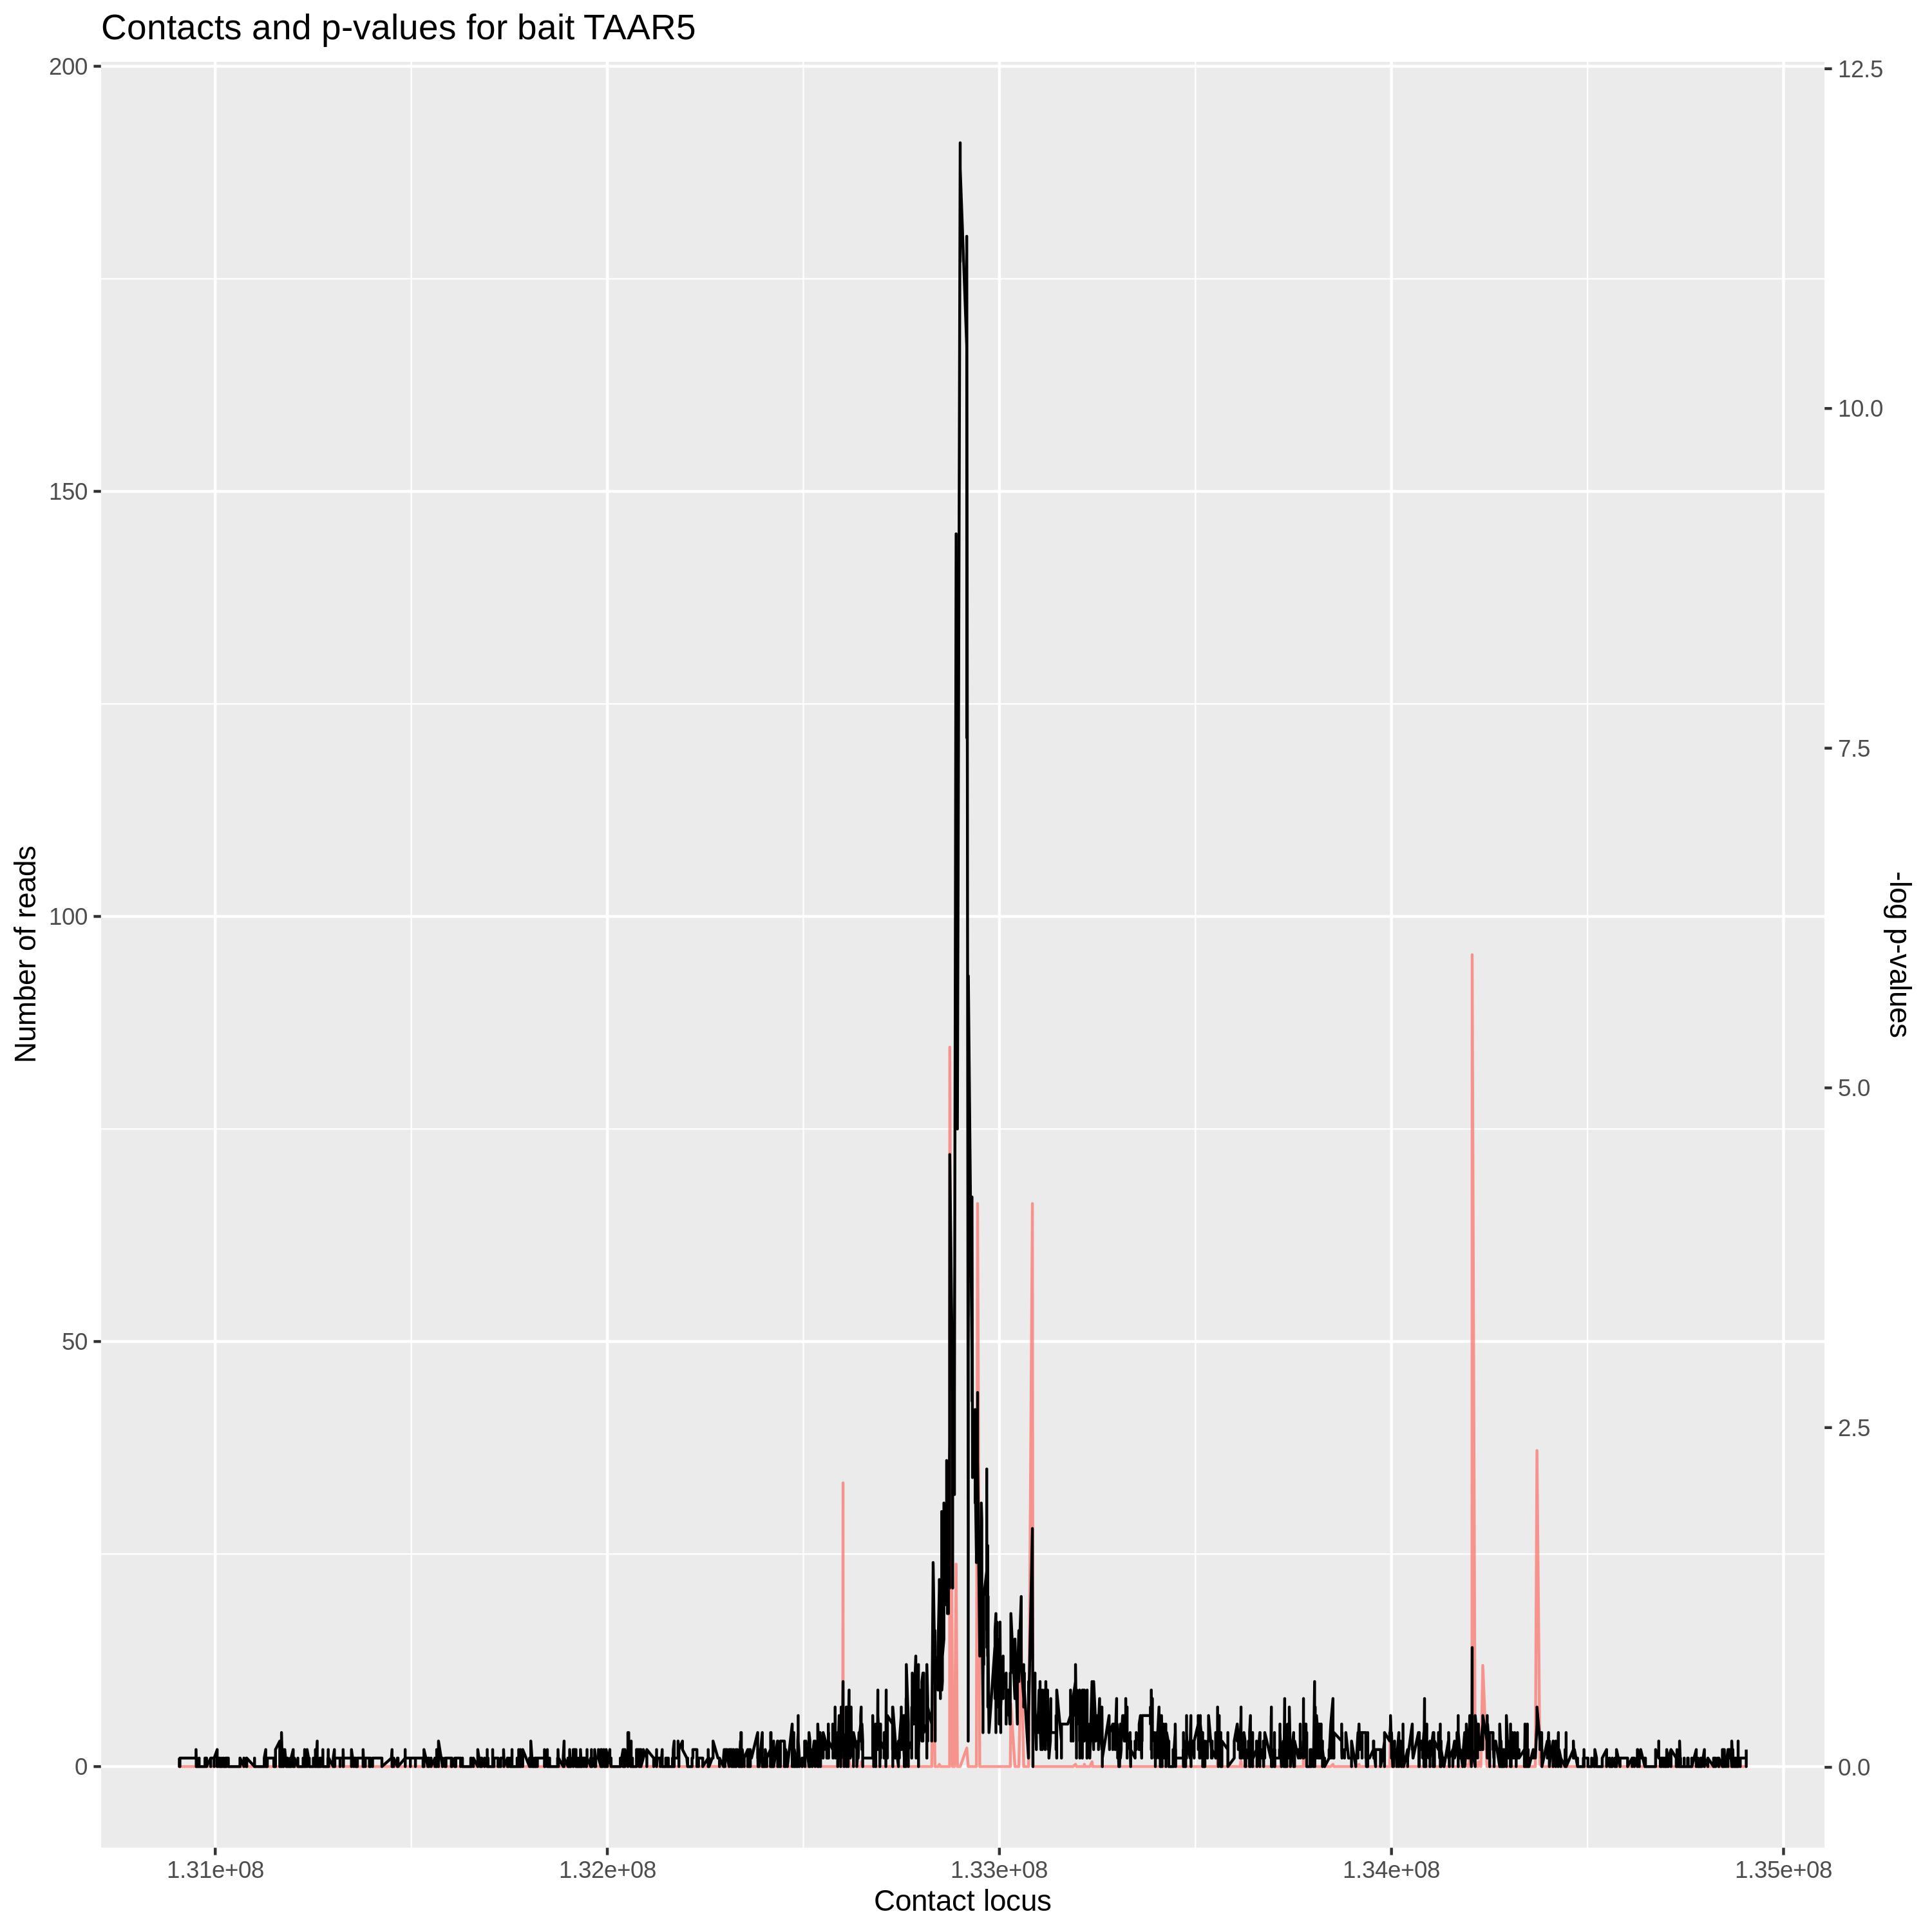 Contacts and p-values for bait TAAR5
200
150
100
50
0
Number of reads
12.5
10.0
7.5
5.0
2.5
0.0
-log p-values
1.31e+08
1.32e+08
1.33e+08
1.34e+08
1.35e+08
Contact locus